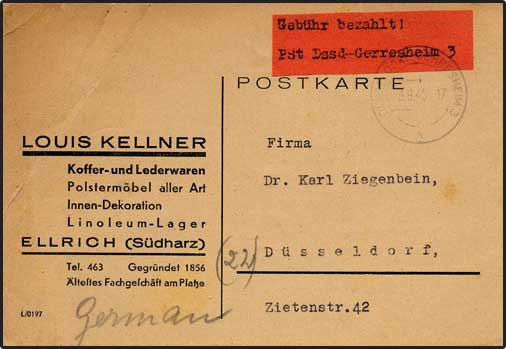 Gebühr bezahlt!
Pst Dssd-Gerresheim 3
POSTKARTE
LOUIS KELLNER
Koffer- und Lederwaren
Polstermöbel aller Art
Innen-Dekoration
Linoleum-Lager
ELLRICH (Südharz)
Tel. 463 Gegründet 1856
Ältestes Fachgeschäft am Platze
L/0197
German
Firma
Dr. Karl Ziegenbein,
(22) Düsseldorf,
Zietenstr.42